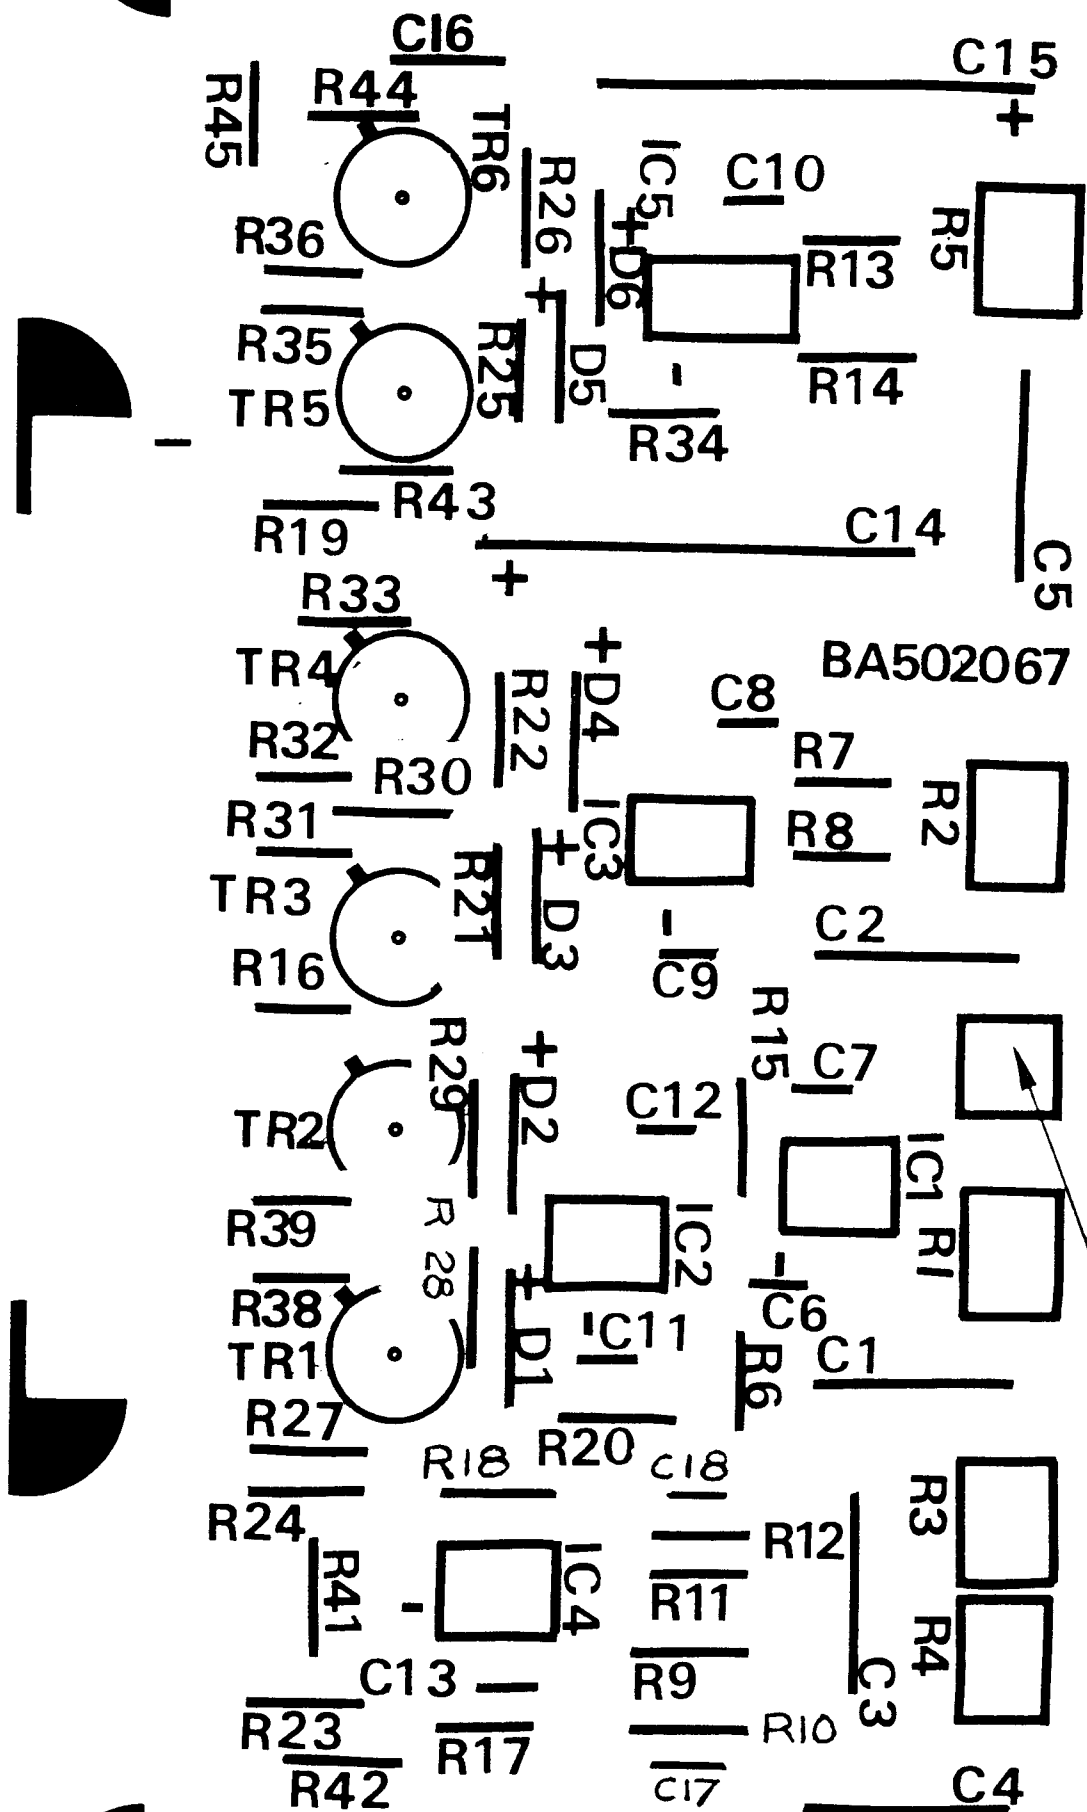 C16
C15
R45
R44
+
TR6
IC5
C10
R26
R5
R36
+
D6
R13
+
R35
R25
D5
R14
TR5
-
R34
-
R43
R19
C14
C5
+
R33
+
TR4
D4
BA502067
R22
C8
R32
R30
R7
R2
R31
IC3
R8
+
TR3
R21
D3
-
C2
R16
C9
R15
R29
+
C7
D2
C12
TR2
IC1
R39
R28
IC2
R1
+
-
R38
C6
-
C11
TR1
D1
R6
C1
R27
R20
R18
C18
R24
R3
R12
R41
IC4
-
R11
R4
C13
R9
C3
R23
R17
R10
R42
C17
C4